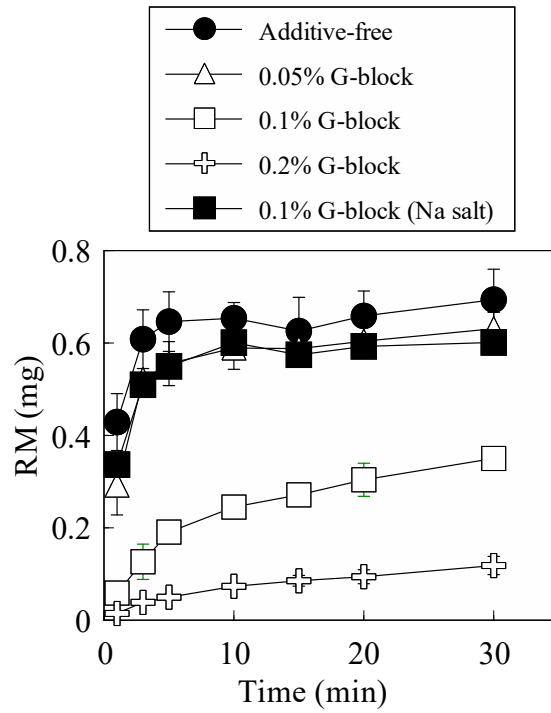 Additive-free
0.05% G-block
0.1% G-block
0.2% G-block
0.1% G-block (Na salt)
0.8
0.6
0.4
0.2
0
RM (mg)
0 10 20 30
Time (min)